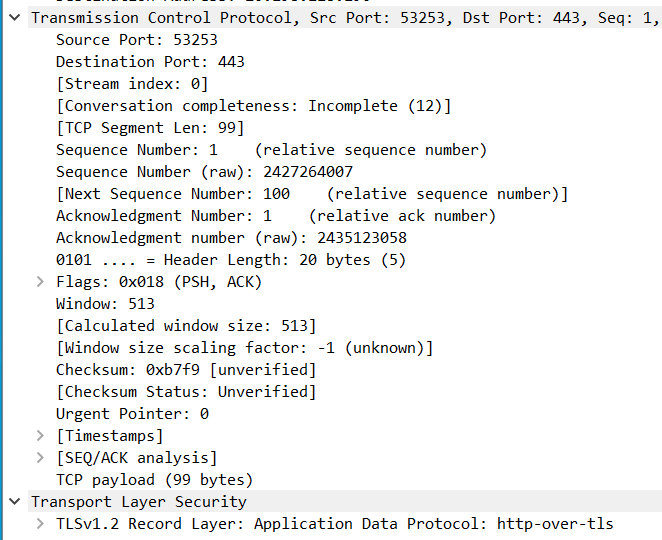 Transmission Control Protocol, Src Port: 53253, Dst Port: 443, Seq: 1,
Source Port: 53253
Destination Port: 443
[Stream index: 0]
[Conversation completeness: Incomplete (12)]
[TCP Segment Len: 99]
Sequence Number: 1    (relative sequence number)
Sequence Number (raw): 2427264007
[Next Sequence Number: 100    (relative sequence number)]
Acknowledgment Number: 1    (relative ack number)
Acknowledgment number (raw): 2435123058
0101 .... = Header Length: 20 bytes (5)
Flags: 0x018 (PSH, ACK)
Window: 513
[Calculated window size: 513]
[Window size scaling factor: -1 (unknown)]
Checksum: 0xb7f9 [unverified]
[Checksum Status: Unverified]
Urgent Pointer: 0
[Timestamps]
[SEQ/ACK analysis]
TCP payload (99 bytes)
Transport Layer Security
TLSv1.2 Record Layer: Application Data Protocol: http-over-tls